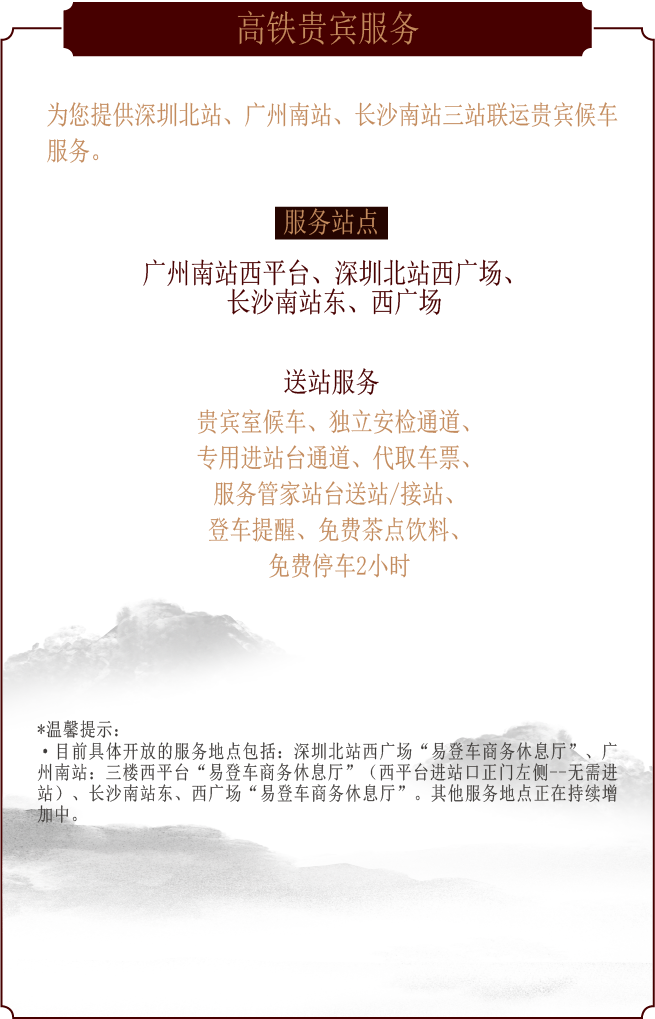 高铁贵宾服务
为您提供深圳北站、广州南站、长沙南站三站联运贵宾候车
服务。
服务站点
广州南站西平台、深圳北站西广场、
长沙南站东、西广场
送站服务
贵宾室候车、独立安检通道、
专用进站台通道、代取车票、
服务管家站台送站/接站、
登车提醒、免费茶点饮料、
免费停车2小时
*温馨提示：
·目前具体开放的服务地点包括：深圳北站西广场“易登车商务休息厅”、广
州南站：三楼西平台“易登车商务休息厅”（西平台进站口正门左侧--无需进
站）、长沙南站东、西广场“易登车商务休息厅”。其他服务地点正在持续增
加中。